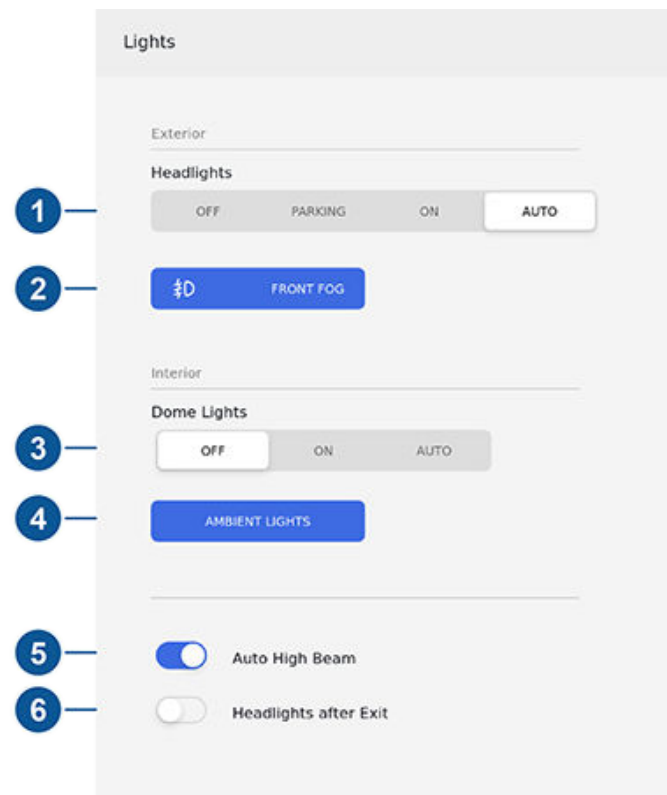 Lights
Exterior
Headlights
1 OFF PARKING ON AUTO
2 FRONT FOG
Interior
Dome Lights
3 OFF ON AUTO
4 AMBIENT LIGHTS
5 Auto High Beam
6 Headlights after Exit